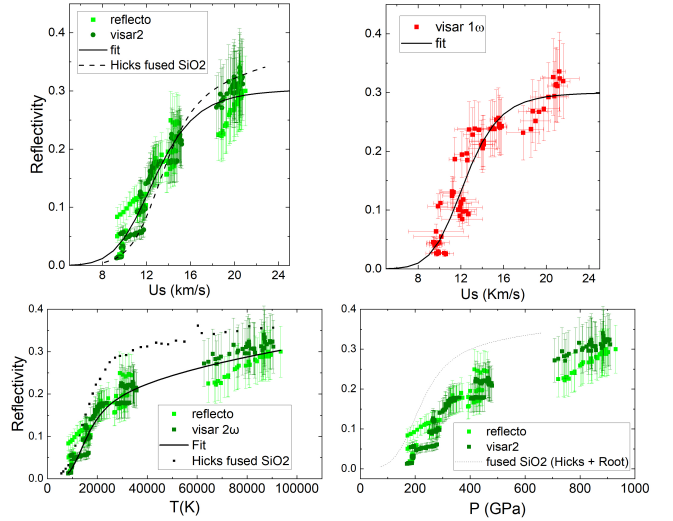 reflecto
visar2
fit
Hicks fused SiO2
0.4
0.3
0.2
0.1
0.0
Reflectivity
8
12
16
20
24
Us (km/s)
visar 1ω
fit
0.4
0.3
0.2
0.1
0.0
8
12
16
20
24
Us (Km/s)
0.4
0.3
0.2
0.1
0.0
Reflectivity
reflecto
visar 2ω
Fit
Hicks fused SiO2
0
20000
40000
60000
80000
100000
T(K)
0.4
0.3
0.2
0.1
0.0
reflecto
visar2
fused SiO2 (Hicks + Root)
0
200
400
600
800
1000
P (GPa)